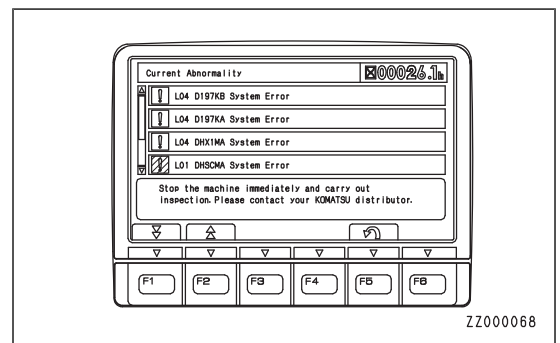 Current Abnormality
00026.1h
L04 D197KB System Error
L04 D197KA System Error
L04 DHX1MA System Error
L01 DHSCMA System Error
Stop the machine immediately and carry out
inspection. Please contact your KOMATSU distributor.
F1 F2 F3 F4 F5 F6
ZZ000068